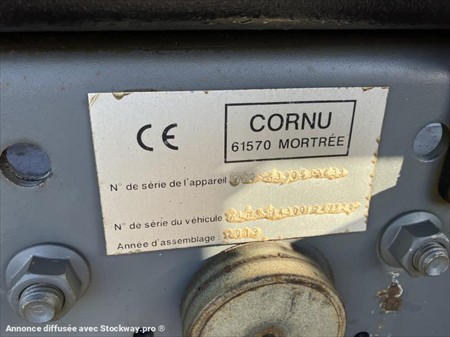 CE
CORNU
61570 MORTRÉE
N° de série de l'appareil
N° de série du véhicule
Année d'assemblage :
Annonce diffusée avec Stockway.pro ®